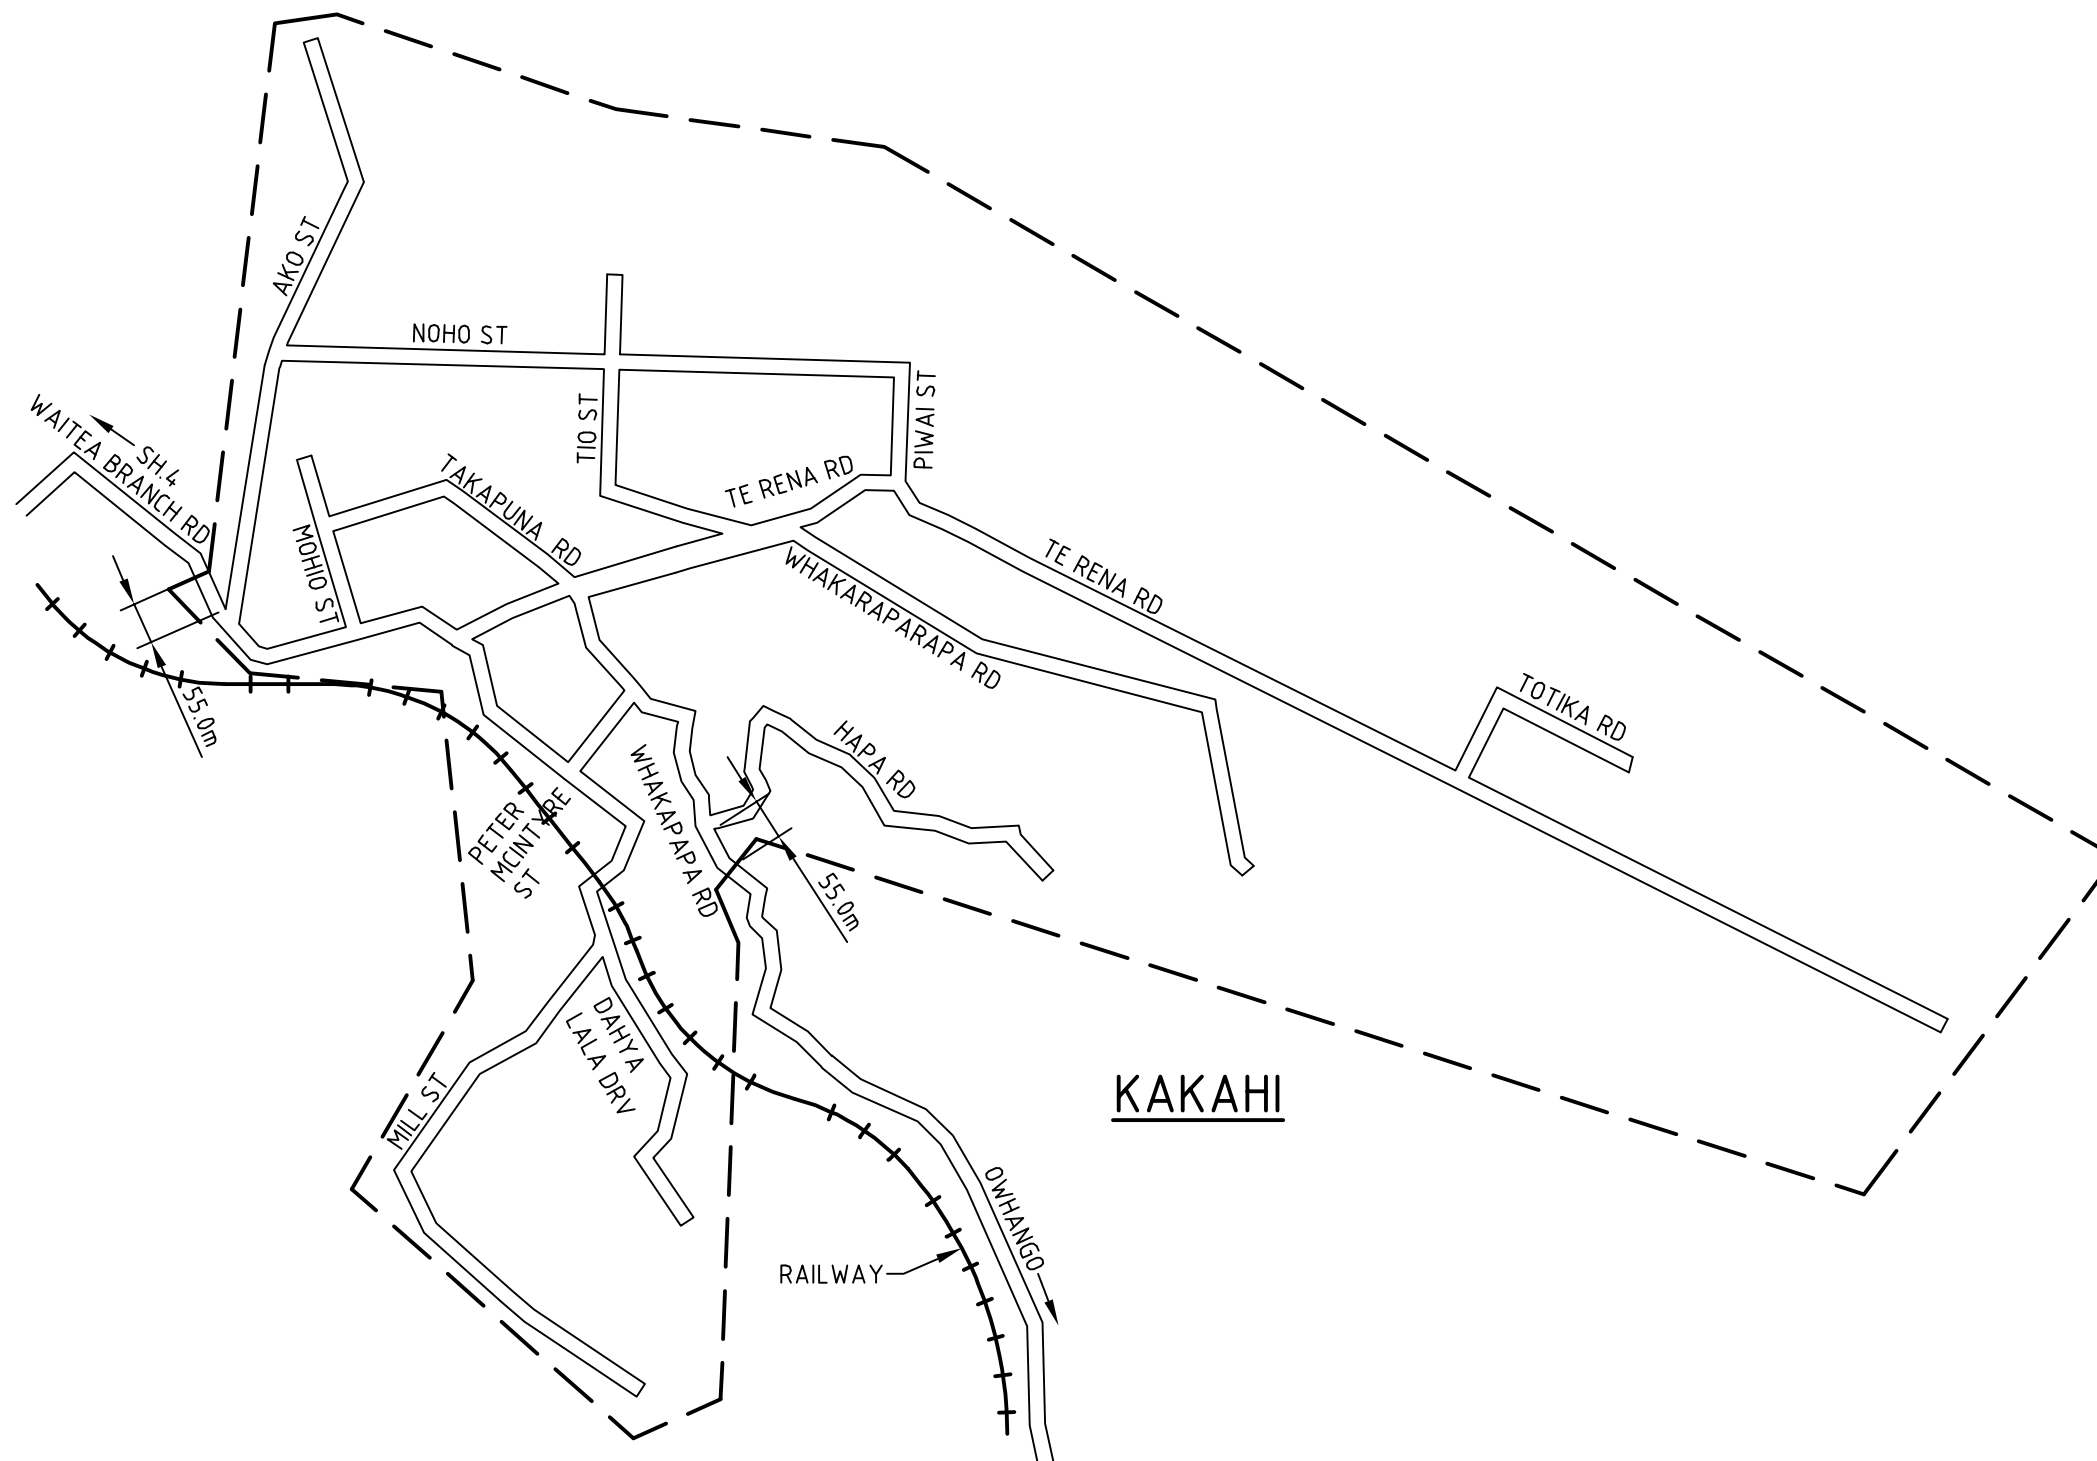 AKO ST
NOHO ST
TIO ST
PIWAI ST
WAITEA BRANCH RD
SH.4
TAKAPUNA RD
TE RENA RD
MOHIO ST
WHAKARAPARAPA RD
TE RENA RD
TOTIKA RD
55.0m
HAPA RD
WHAKAPAPA RD
PETER
MCINTYRE
ST
55.0m
DAHYA
LALA DRV
MILL ST
KAKAHI
OWHANGO
RAILWAY